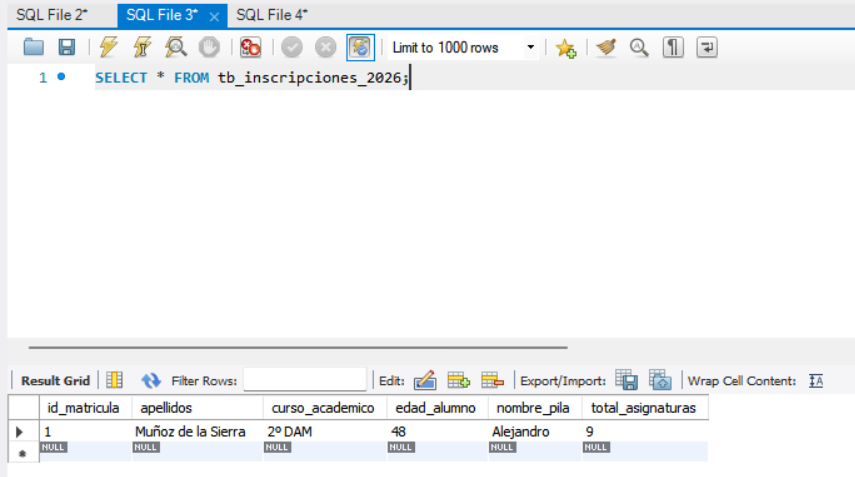 SQL File 2* SQL File 3* SQL File 4*
Limit to 1000 rows
1 SELECT * FROM tb_inscripciones_2026;
Result Grid Filter Rows: Edit: Export/Import: Wrap Cell Content: IA
id_matricula apellidos curso_academico edad_alumno nombre_pila total_asignaturas
1 Muñoz de la Sierra 2º DAM 48 Alejandro 9
NULL NULL NULL NULL NULL NULL